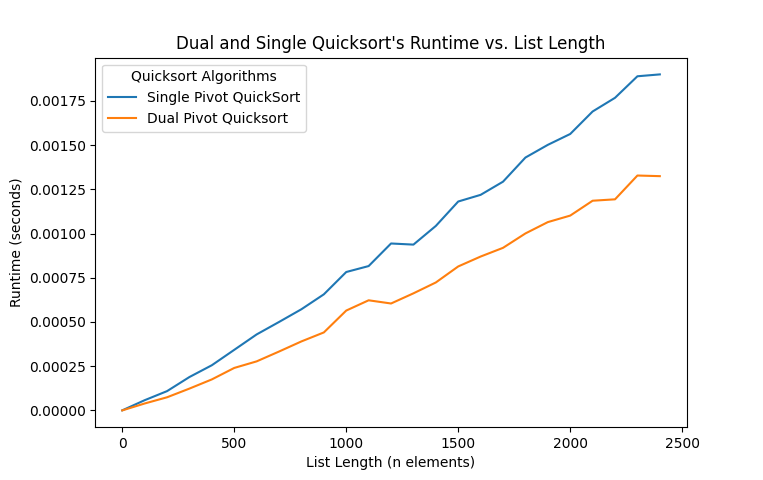 Dual and Single Quicksort's Runtime vs. List Length
Quicksort Algorithms
Single Pivot QuickSort
Dual Pivot Quicksort
Runtime (seconds)
0.00175
0.00150
0.00125
0.00100
0.00075
0.00050
0.00025
0.00000
0 500 1000 1500 2000 2500
List Length (n elements)